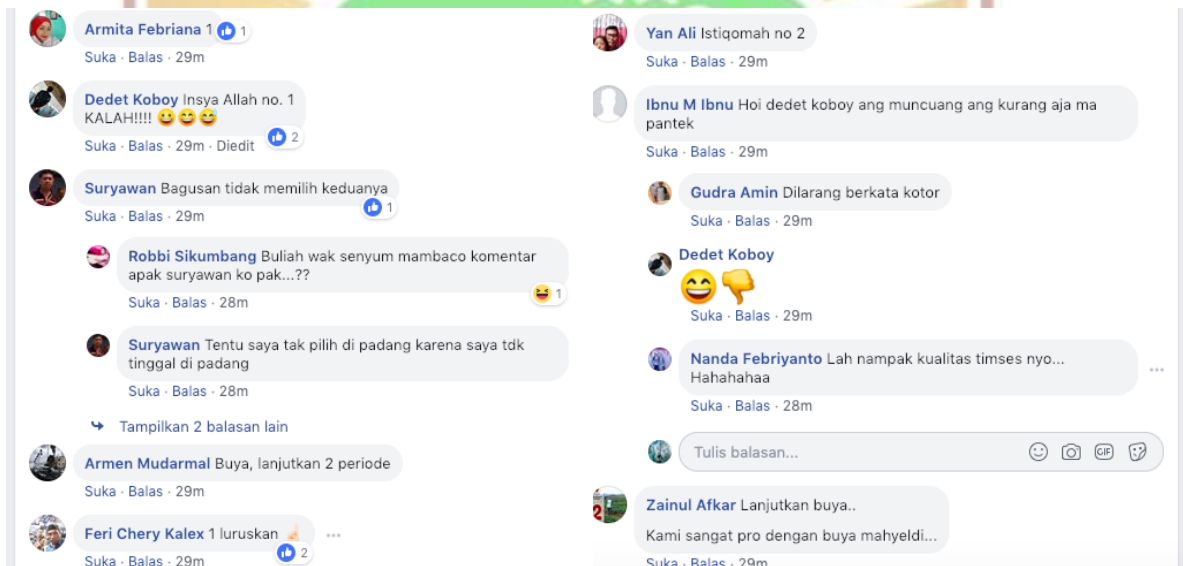 Armita Febriana 1
1
Suka · Balas · 29m
Dedet Koboy Insya Allah no. 1
KALAH!!!! 😀😄😅
2
Suka · Balas · 29m · Diedit
Suryawan Bagusan tidak memilih keduanya
1
Suka · Balas · 29m
Robbi Sikumbang Buliah wak senyum mambaco komentar
apak suryawan ko pak...??
1
Suka · Balas · 28m
Suryawan Tentu saya tak pilih di padang karena saya tdk
tinggal di padang
Suka · Balas · 28m
Tampilkan 2 balasan lain
Armen Mudarmal Buya, lanjutkan 2 periode
Suka · Balas · 29m
Feri Chery Kalex 1 luruskan ☝🏻
2
Suka · Balas · 29m
Yan Ali Istiqomah no 2
Suka · Balas · 29m
Ibnu M Ibnu Hoi dedet koboy ang muncuang ang kurang aja ma
pantek
Suka · Balas · 29m
Gudra Amin Dilarang berkata kotor
Suka · Balas · 29m
Dedet Koboy
😄👎
Suka · Balas · 29m
Nanda Febriyanto Lah nampak kualitas timses nyo...
Hahahahaa
Suka · Balas · 28m
Tulis balasan...
GIF
2
Zainul Afkar Lanjutkan buya..
Kami sangat pro dengan buya mahyeldi...
Suka · Balas · 29m